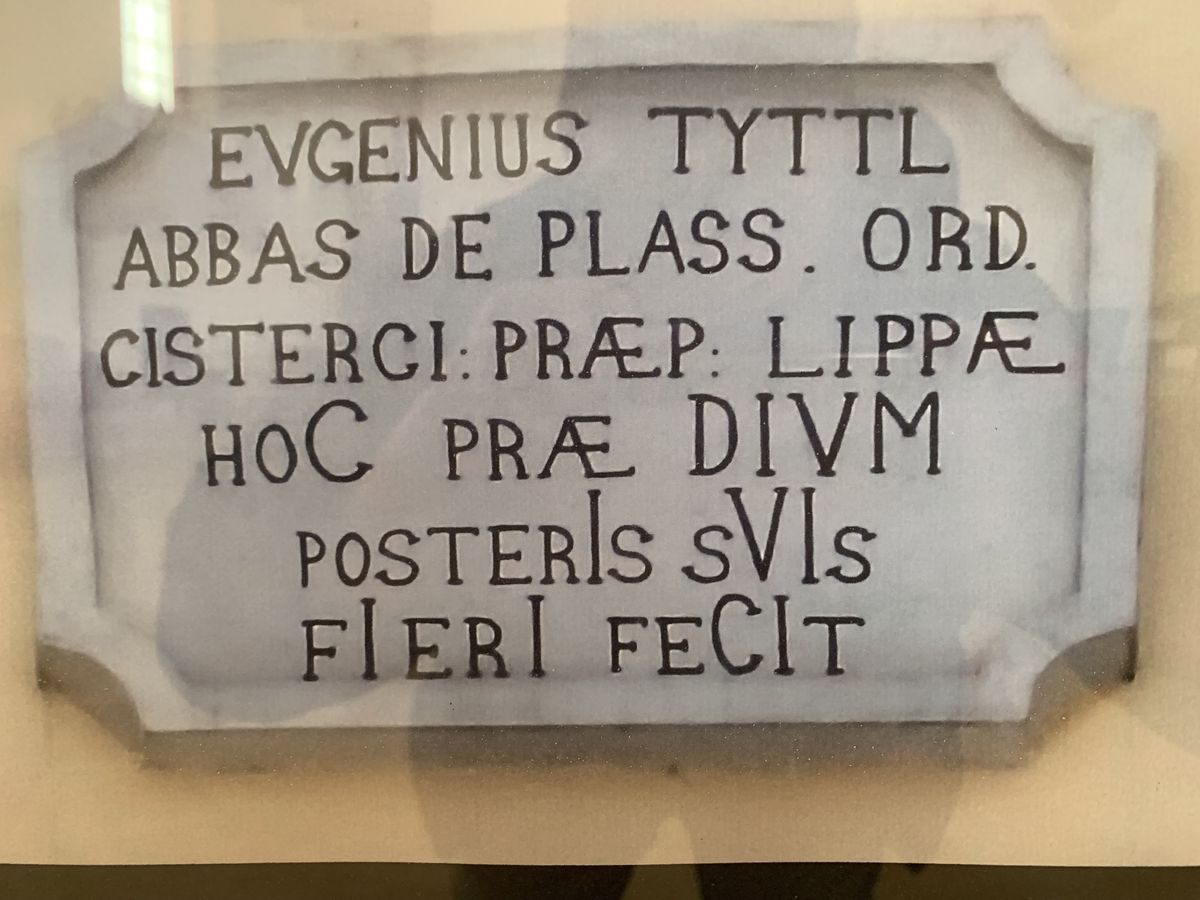 EVGENIUS TYTTL
ABBAS DE PLASS. ORD.
CISTERCI: PRÆP: LIPPÆ
HOC PRÆ DIVM
POSTERIS SVIS
FIERI FECIT